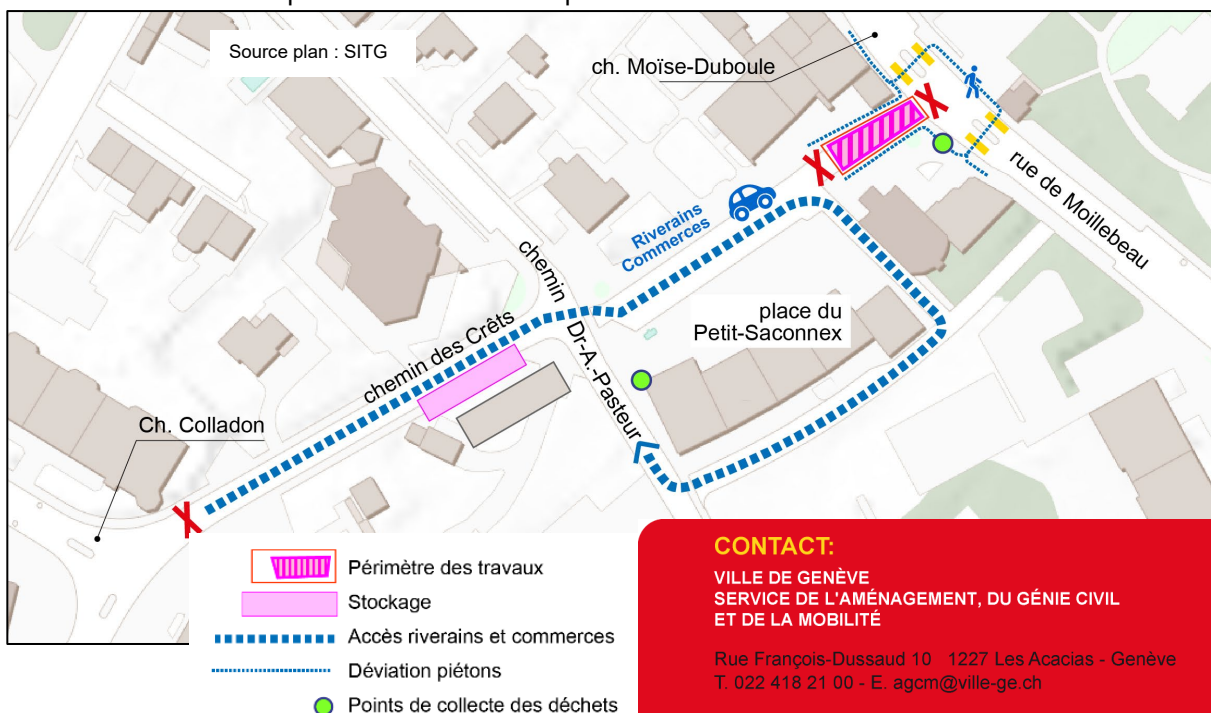 Source plan : SITG
ch. Moïse-Duboule
rue de Moillebeau
Riverains
Commerces
chemin
Dr-A.-Pasteur
place du
Petit-Saconnex
chemin des Crêts
Ch. Colladon
Périmètre des travaux
Stockage
Accès riverains et commerces
Déviation piétons
Points de collecte des déchets
CONTACT:
VILLE DE GENÈVE
SERVICE DE L'AMÉNAGEMENT, DU GÉNIE CIVIL
ET DE LA MOBILITÉ
Rue François-Dussaud 10 1227 Les Acacias - Genève
T. 022 418 21 00 - E. agcm@ville-ge.ch